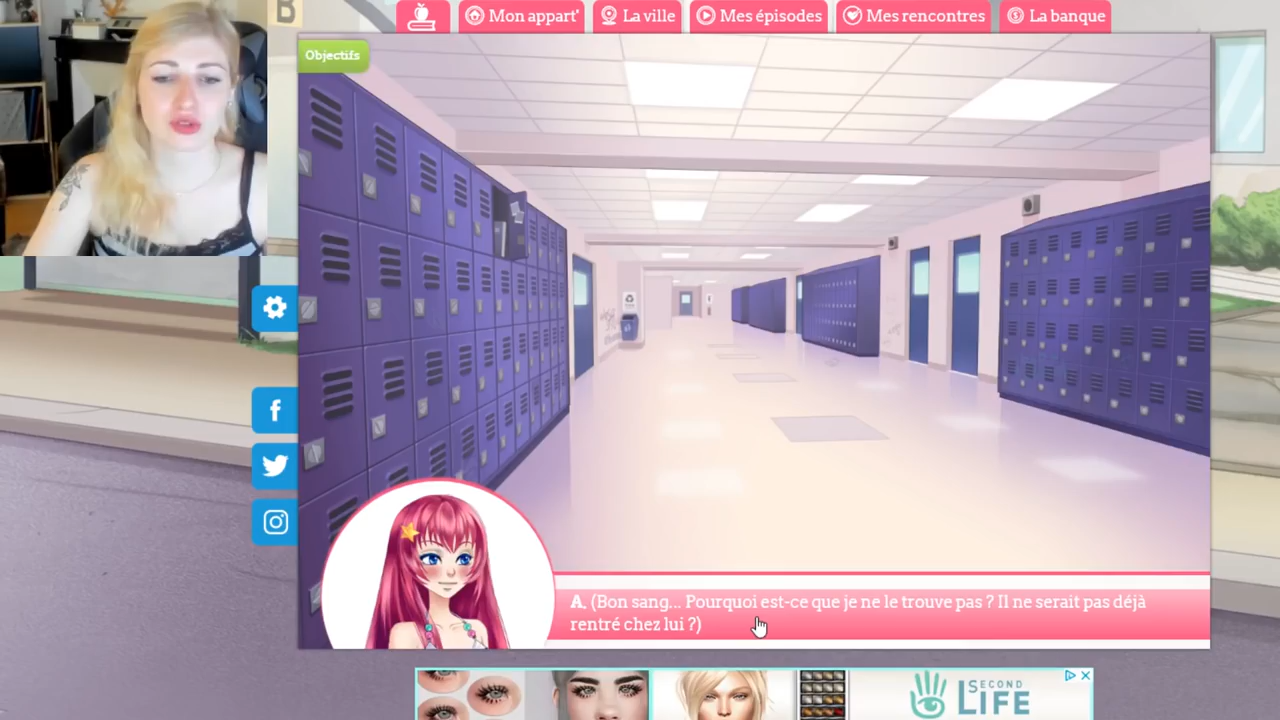 B
Mon appart'
La ville
Mes épisodes
Mes rencontres
La banque
Objectifs
A. (Bon sang... Pourquoi est-ce que je ne le trouve pas ? Il ne serait pas déjà
rentré chez lui ?)
SECOND
LIFE